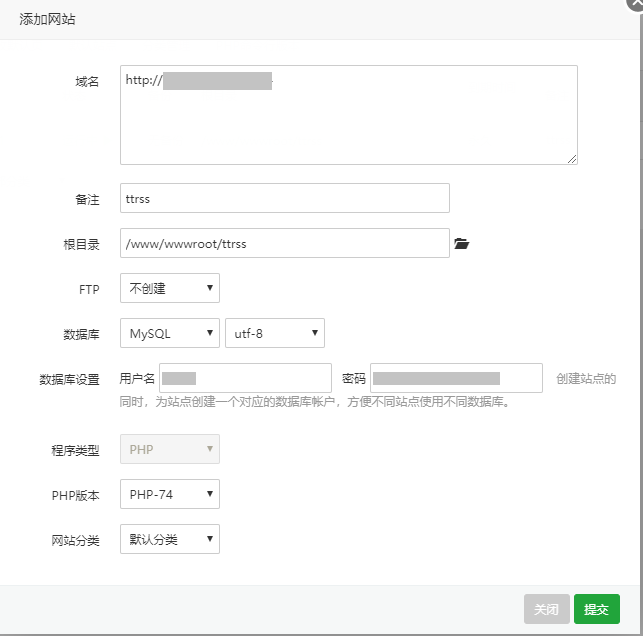 添加网站
域名 http://
备注 ttrss
根目录 /www/wwwroot/ttrss
FTP 不创建
数据库 MySQL utf-8
数据库设置 用户名 密码 创建站点的
同时，为站点创建一个对应的数据库帐户，方便不同站点使用不同数据库。
程序类型 PHP
PHP版本 PHP-74
网站分类 默认分类
关闭 提交